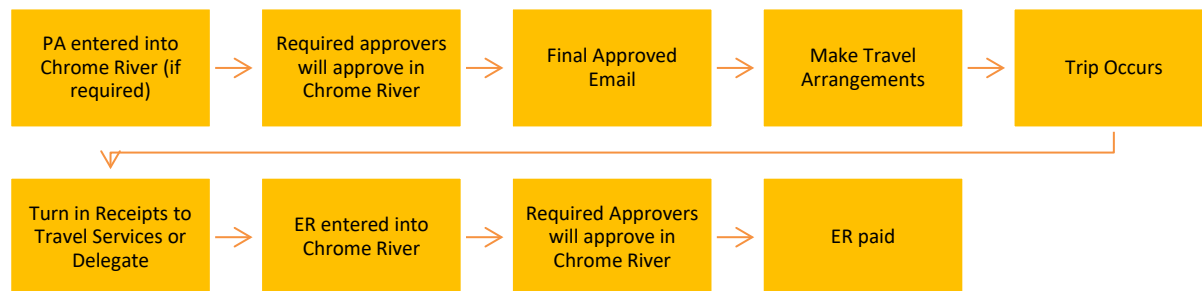 PA entered into
Chrome River (if
required)
Required approvers
will approve in
Chrome River
Final Approved
Email
Make Travel
Arrangements
Trip Occurs
Turn in Receipts to
Travel Services or
Delegate
ER entered into
Chrome River
Required Approvers
will approve in
Chrome River
ER paid